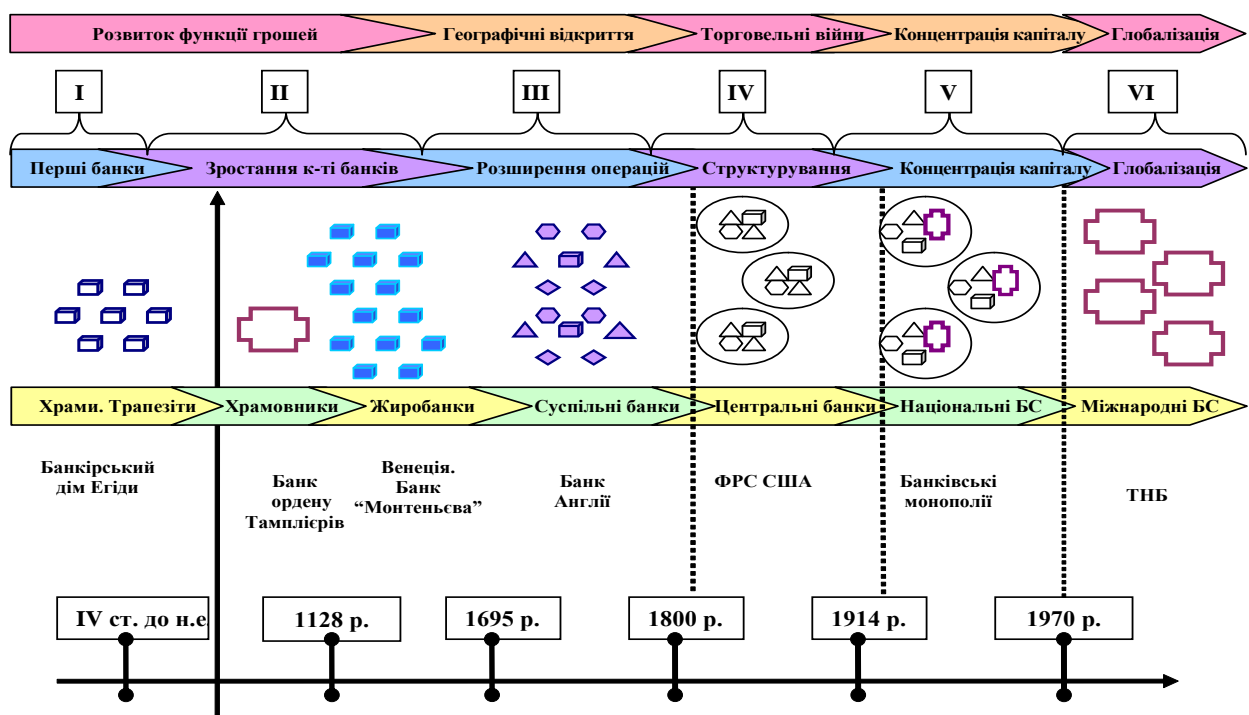 Розвиток функції грошей
Географічні відкриття
Торговельні війни
Концентрація капіталу
Глобалізація
I
II
III
IV
V
VI
Перші банки
Зростання к-ті банків
Розширення операцій
Структурування
Концентрація капіталу
Глобалізація
Храми. Трапезіти
Храмовники
Жиробанки
Суспільні банки
Центральні банки
Національні БС
Міжнародні БС
Банкірський
дім Егіди
Банк
ордену
Тамплієрів
Венеція.
Банк
“Монтеньєва”
Банк
Англії
ФРС США
Банківські
монополії
ТНБ
IV ст. до н.е.
1128 р.
1695 р.
1800 р.
1914 р.
1970 р.